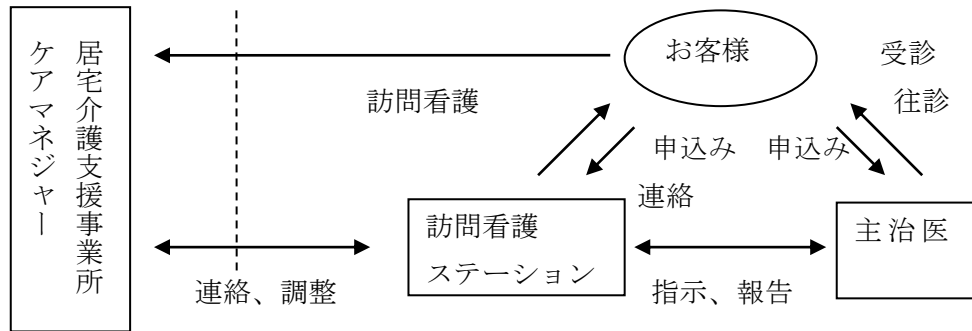 居宅介護支援事業所
ケアマネジャー
お客様
受診
往診
訪問看護
申込み
申込み
連絡
訪問看護
ステーション
主治医
連絡、調整
指示、報告